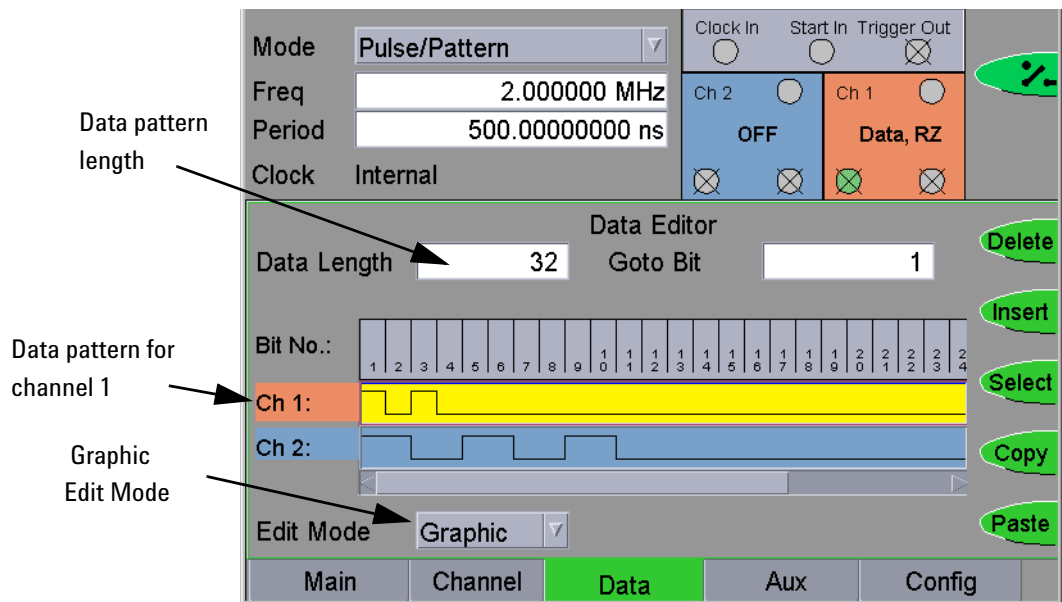 Mode Pulse/Pattern
Freq 2.000000 MHz
Period 500.00000000 ns
Clock Internal
Clock In Start In Trigger Out
Ch 2
OFF
Ch 1
Data, RZ
Data pattern
length
Data Editor
Data Length 32 Goto Bit 1
Bit No.: 1 2 3 4 5 6 7 8 9 10 11 12 13 14 15 16 17 18 19 20 21 22 23 24
Data pattern for
channel 1
Ch 1:
Ch 2:
Graphic
Edit Mode
Edit Mode Graphic
Delete
Insert
Select
Copy
Paste
Main Channel Data Aux Config